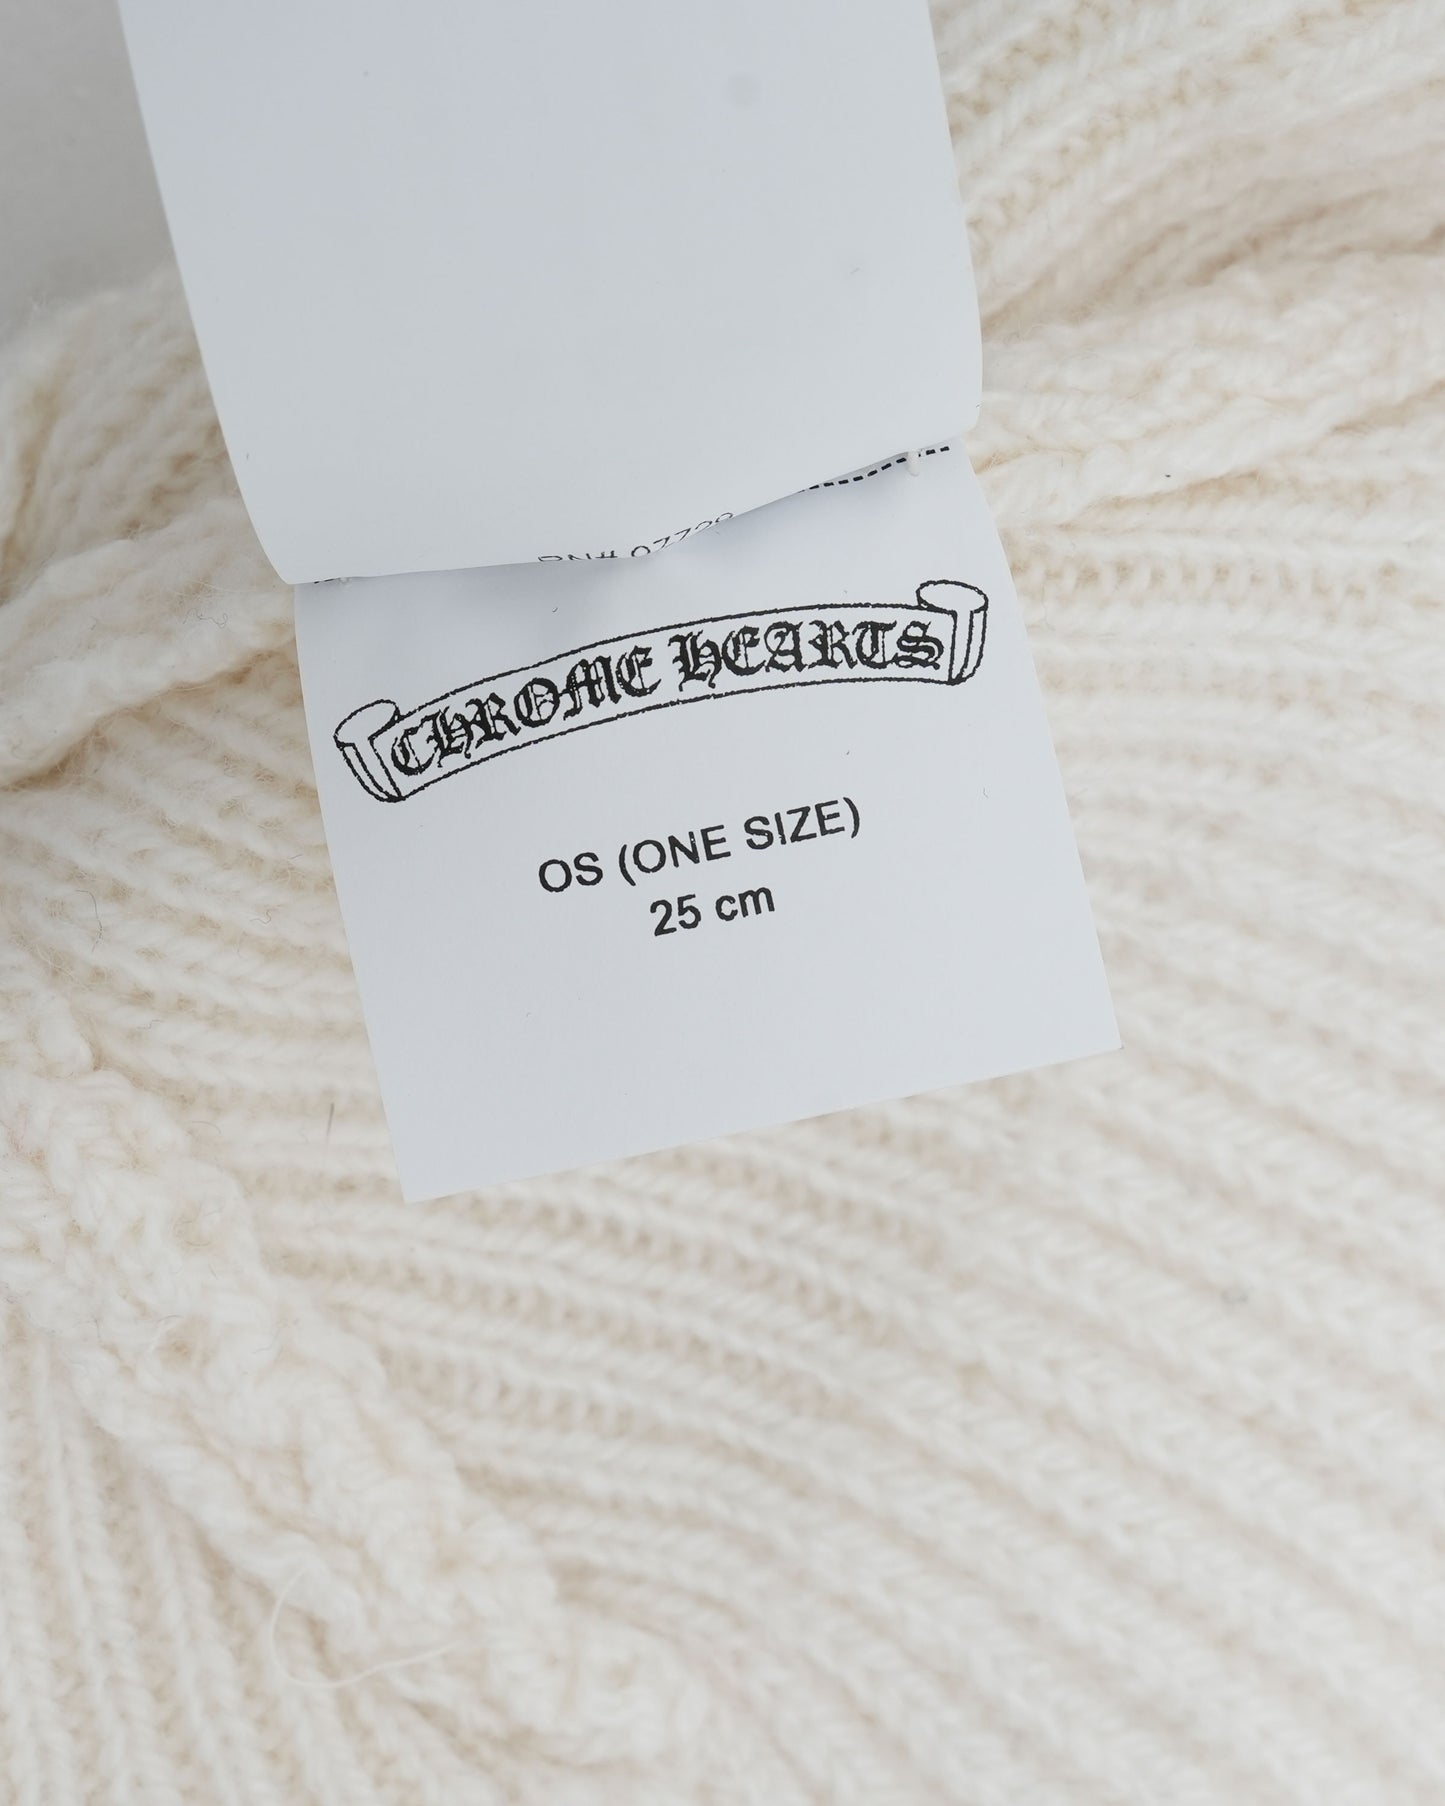 CHROME HEARTS
OS (ONE SIZE)
25 cm